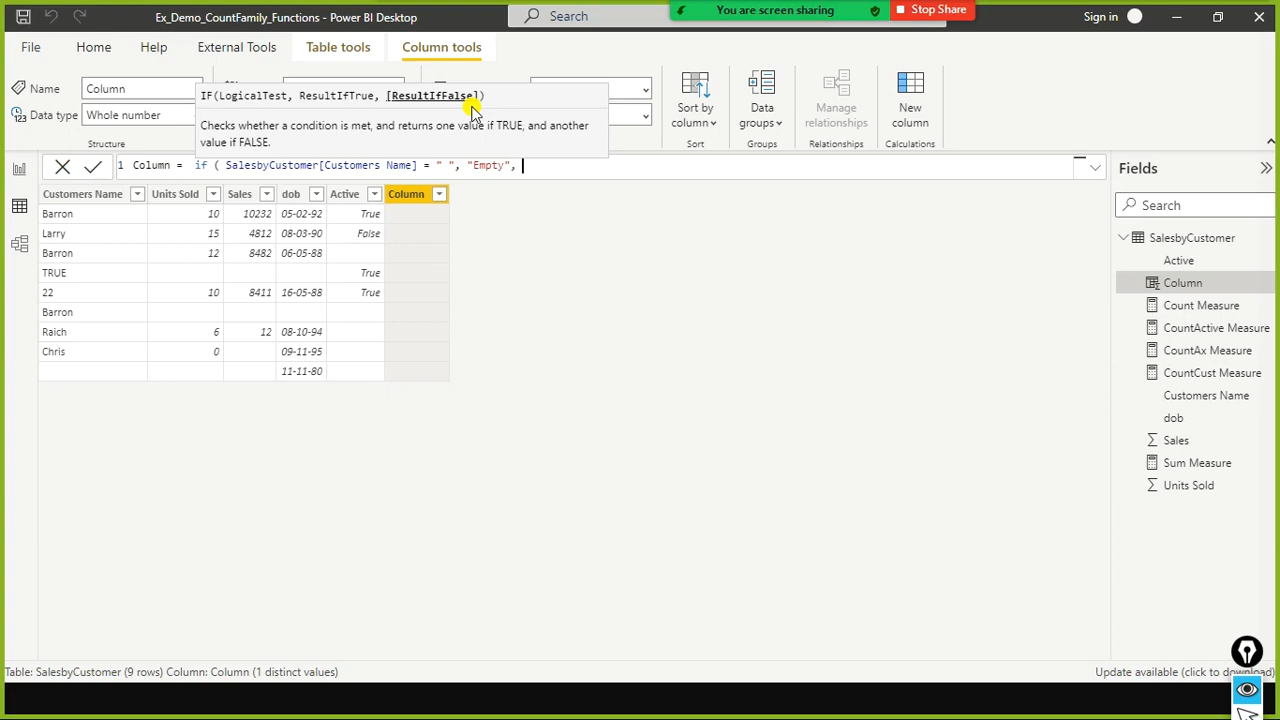 Ex_Demo_CountFamily_Functions - Power BI Desktop
Search
You are screen sharing
Stop Share
Sign in
File
Home
Help
External Tools
Table tools
Column tools
Name
Column
IF(LogicalTest, ResultIfTrue, [ResultIfFalse])
Checks whether a condition is met, and returns one value if TRUE, and another
value if FALSE.
123 Data type
Whole number
Structure
Sort by
column
Sort
Data
groups
Groups
Manage
relationships
Relationships
New
column
Calculations
1 Column = if ( SalesbyCustomer[Customers Name] = " ", "Empty",
Customers Name Units Sold Sales dob Active Column
Barron 10 10232 05-02-92 True
Larry 15 4812 08-03-90 False
Barron 12 8482 06-05-88
TRUE True
22 10 8411 16-05-88 True
Barron
Raich 6 12 08-10-94
Chris 0 09-11-95
11-11-80
Fields
Search
SalesbyCustomer
Active
Column
Count Measure
CountActive Measure
CountAx Measure
CountCust Measure
Customers Name
dob
Sales
Sum Measure
Units Sold
Table: SalesbyCustomer (9 rows) Column: Column (1 distinct values)
Update available (click to download)